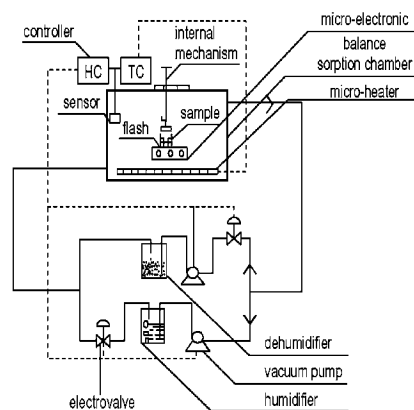 micro-electronic
balance
controller
internal
mechanism
sorption chamber
HC
TC
micro-heater
sensor
sample
flash
dehumidifier
vacuum pump
electrovalve
humidifier